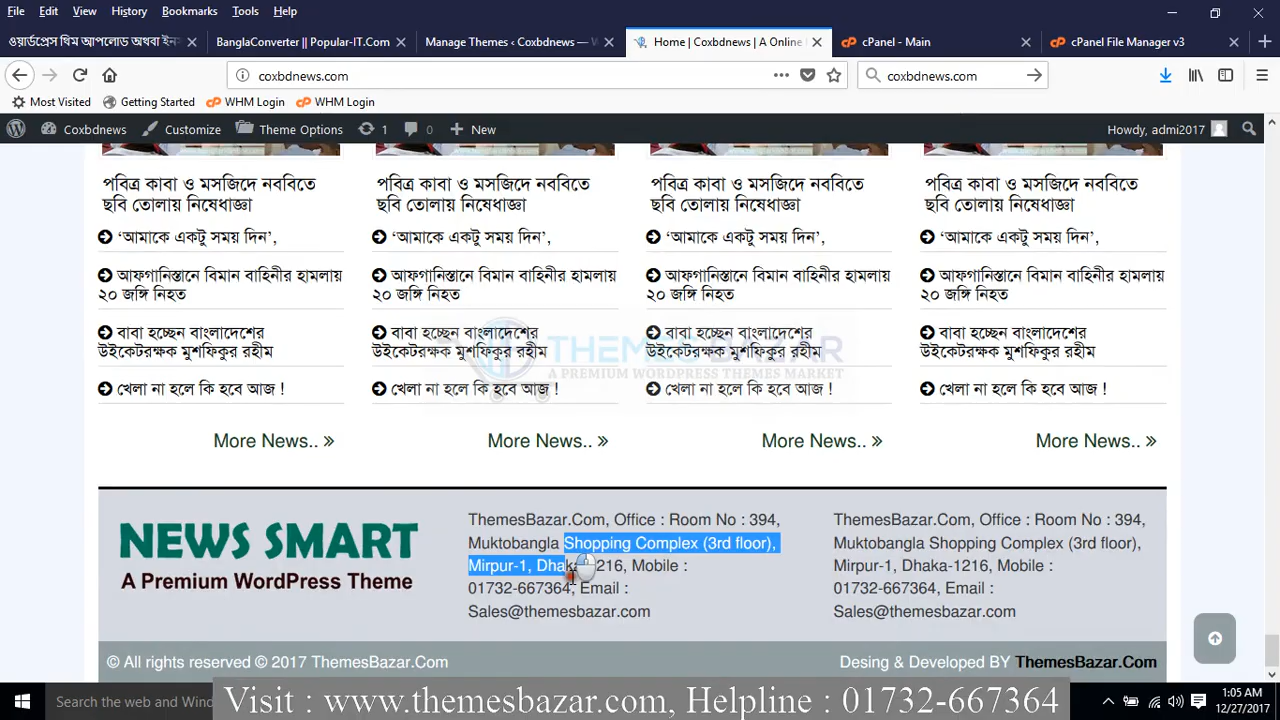 File Edit View History Bookmarks Tools Help
ওয়ার্ডপ্রেস থিম আপলোড অথবা ইন
BanglaConverter || Popular-IT.Com
Manage Themes ‹ Coxbdnews — W
Home | Coxbdnews | A Online
cPanel - Main
cPanel File Manager v3
coxbdnews.com
coxbdnews.com
Most Visited Getting Started WHM Login WHM Login
Coxbdnews Customize Theme Options 1 0 New Howdy, admi2017
পবিত্র কাবা ও মসজিদে নববিতে পবিত্র কাবা ও মসজিদে নববিতে পবিত্র কাবা ও মসজিদে নববিতে পবিত্র কাবা ও মসজিদে নববিতে
ছবি তোলায় নিষেধাজ্ঞা ছবি তোলায় নিষেধাজ্ঞা ছবি তোলায় নিষেধাজ্ঞা ছবি তোলায় নিষেধাজ্ঞা
‘আমাকে একটু সময় দিন’, ‘আমাকে একটু সময় দিন’, ‘আমাকে একটু সময় দিন’, ‘আমাকে একটু সময় দিন’,
আফগানিস্তানে বিমান বাহিনীর হামলায় আফগানিস্তানে বিমান বাহিনীর হামলায় আফগানিস্তানে বিমান বাহিনীর হামলায় আফগানিস্তানে বিমান বাহিনীর হামলায়
২০ জঙ্গি নিহত ২০ জঙ্গি নিহত ২০ জঙ্গি নিহত ২০ জঙ্গি নিহত
বাবা হচ্ছেন বাংলাদেশের বাবা হচ্ছেন বাংলাদেশের বাবা হচ্ছেন বাংলাদেশের বাবা হচ্ছেন বাংলাদেশের
উইকেটরক্ষক মুশফিকুর রহীম উইকেটরক্ষক মুশফিকুর রহীম উইকেটরক্ষক মুশফিকুর রহীম উইকেটরক্ষক মুশফিকুর রহীম
THEMES BAZAR
A PREMIUM WORDPRESS THEMES MARKET
খেলা না হলে কি হবে আজ ! খেলা না হলে কি হবে আজ ! খেলা না হলে কি হবে আজ ! খেলা না হলে কি হবে আজ !
More News.. » More News.. » More News.. » More News.. »
NEWS SMART
A Premium WordPress Theme
ThemesBazar.Com, Office : Room No : 394,
Muktobangla Shopping Complex (3rd floor),
Mirpur-1, Dhaka-1216, Mobile :
01732-667364, Email :
Sales@themesbazar.com
ThemesBazar.Com, Office : Room No : 394,
Muktobangla Shopping Complex (3rd floor),
Mirpur-1, Dhaka-1216, Mobile :
01732-667364, Email :
Sales@themesbazar.com
© All rights reserved © 2017 ThemesBazar.Com Desing & Developed BY ThemesBazar.Com
Search the web and Wind
Visit : www.themesbazar.com, Helpline : 01732-667364
1:05 AM
12/27/2017